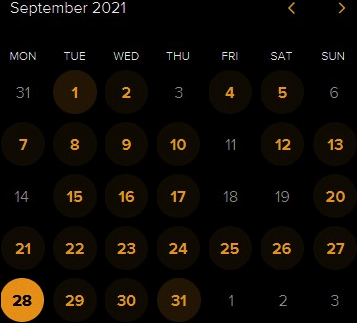 September 2021
MON TUE WED THU FRI SAT SUN
31 1 2 3 4 5 6
7 8 9 10 11 12 13
14 15 16 17 18 19 20
21 22 23 24 25 26 27
28 29 30 31 1 2 3